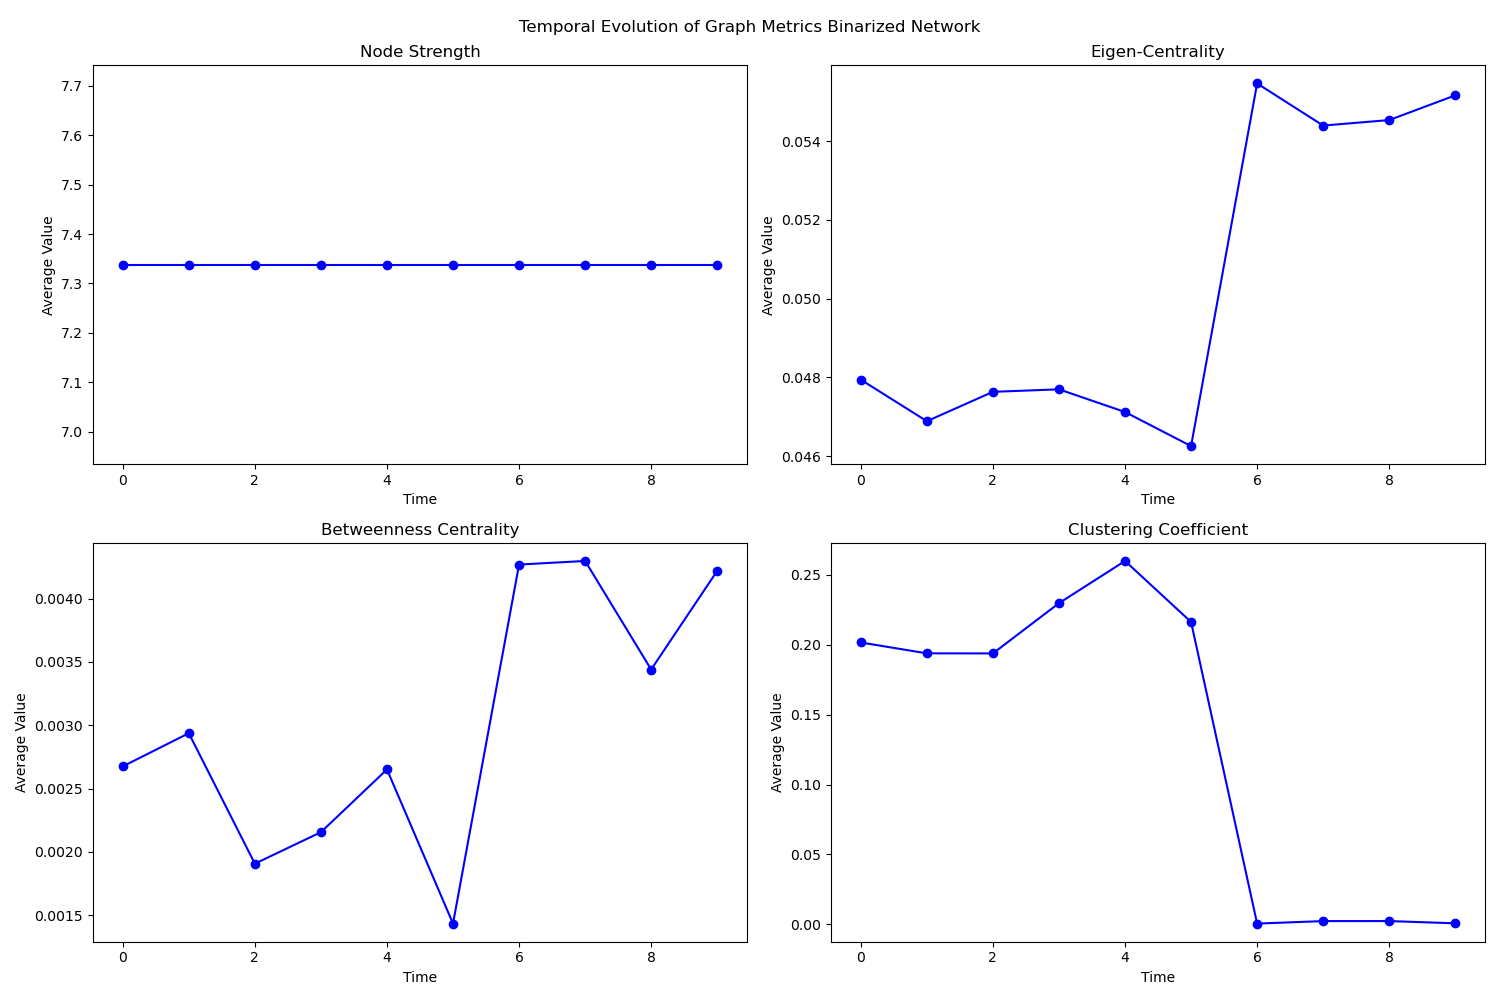 Temporal Evolution of Graph Metrics Binarized Network
Node Strength
Average Value
7.7
7.6
7.5
7.4
7.3
7.2
7.1
7.0
0 2 4 6 8
Time
Eigen-Centrality
Average Value
0.054
0.052
0.050
0.048
0.046
0 2 4 6 8
Time
Betweenness Centrality
Average Value
0.0040
0.0035
0.0030
0.0025
0.0020
0.0015
0 2 4 6 8
Time
Clustering Coefficient
Average Value
0.25
0.20
0.15
0.10
0.05
0.00
0 2 4 6 8
Time